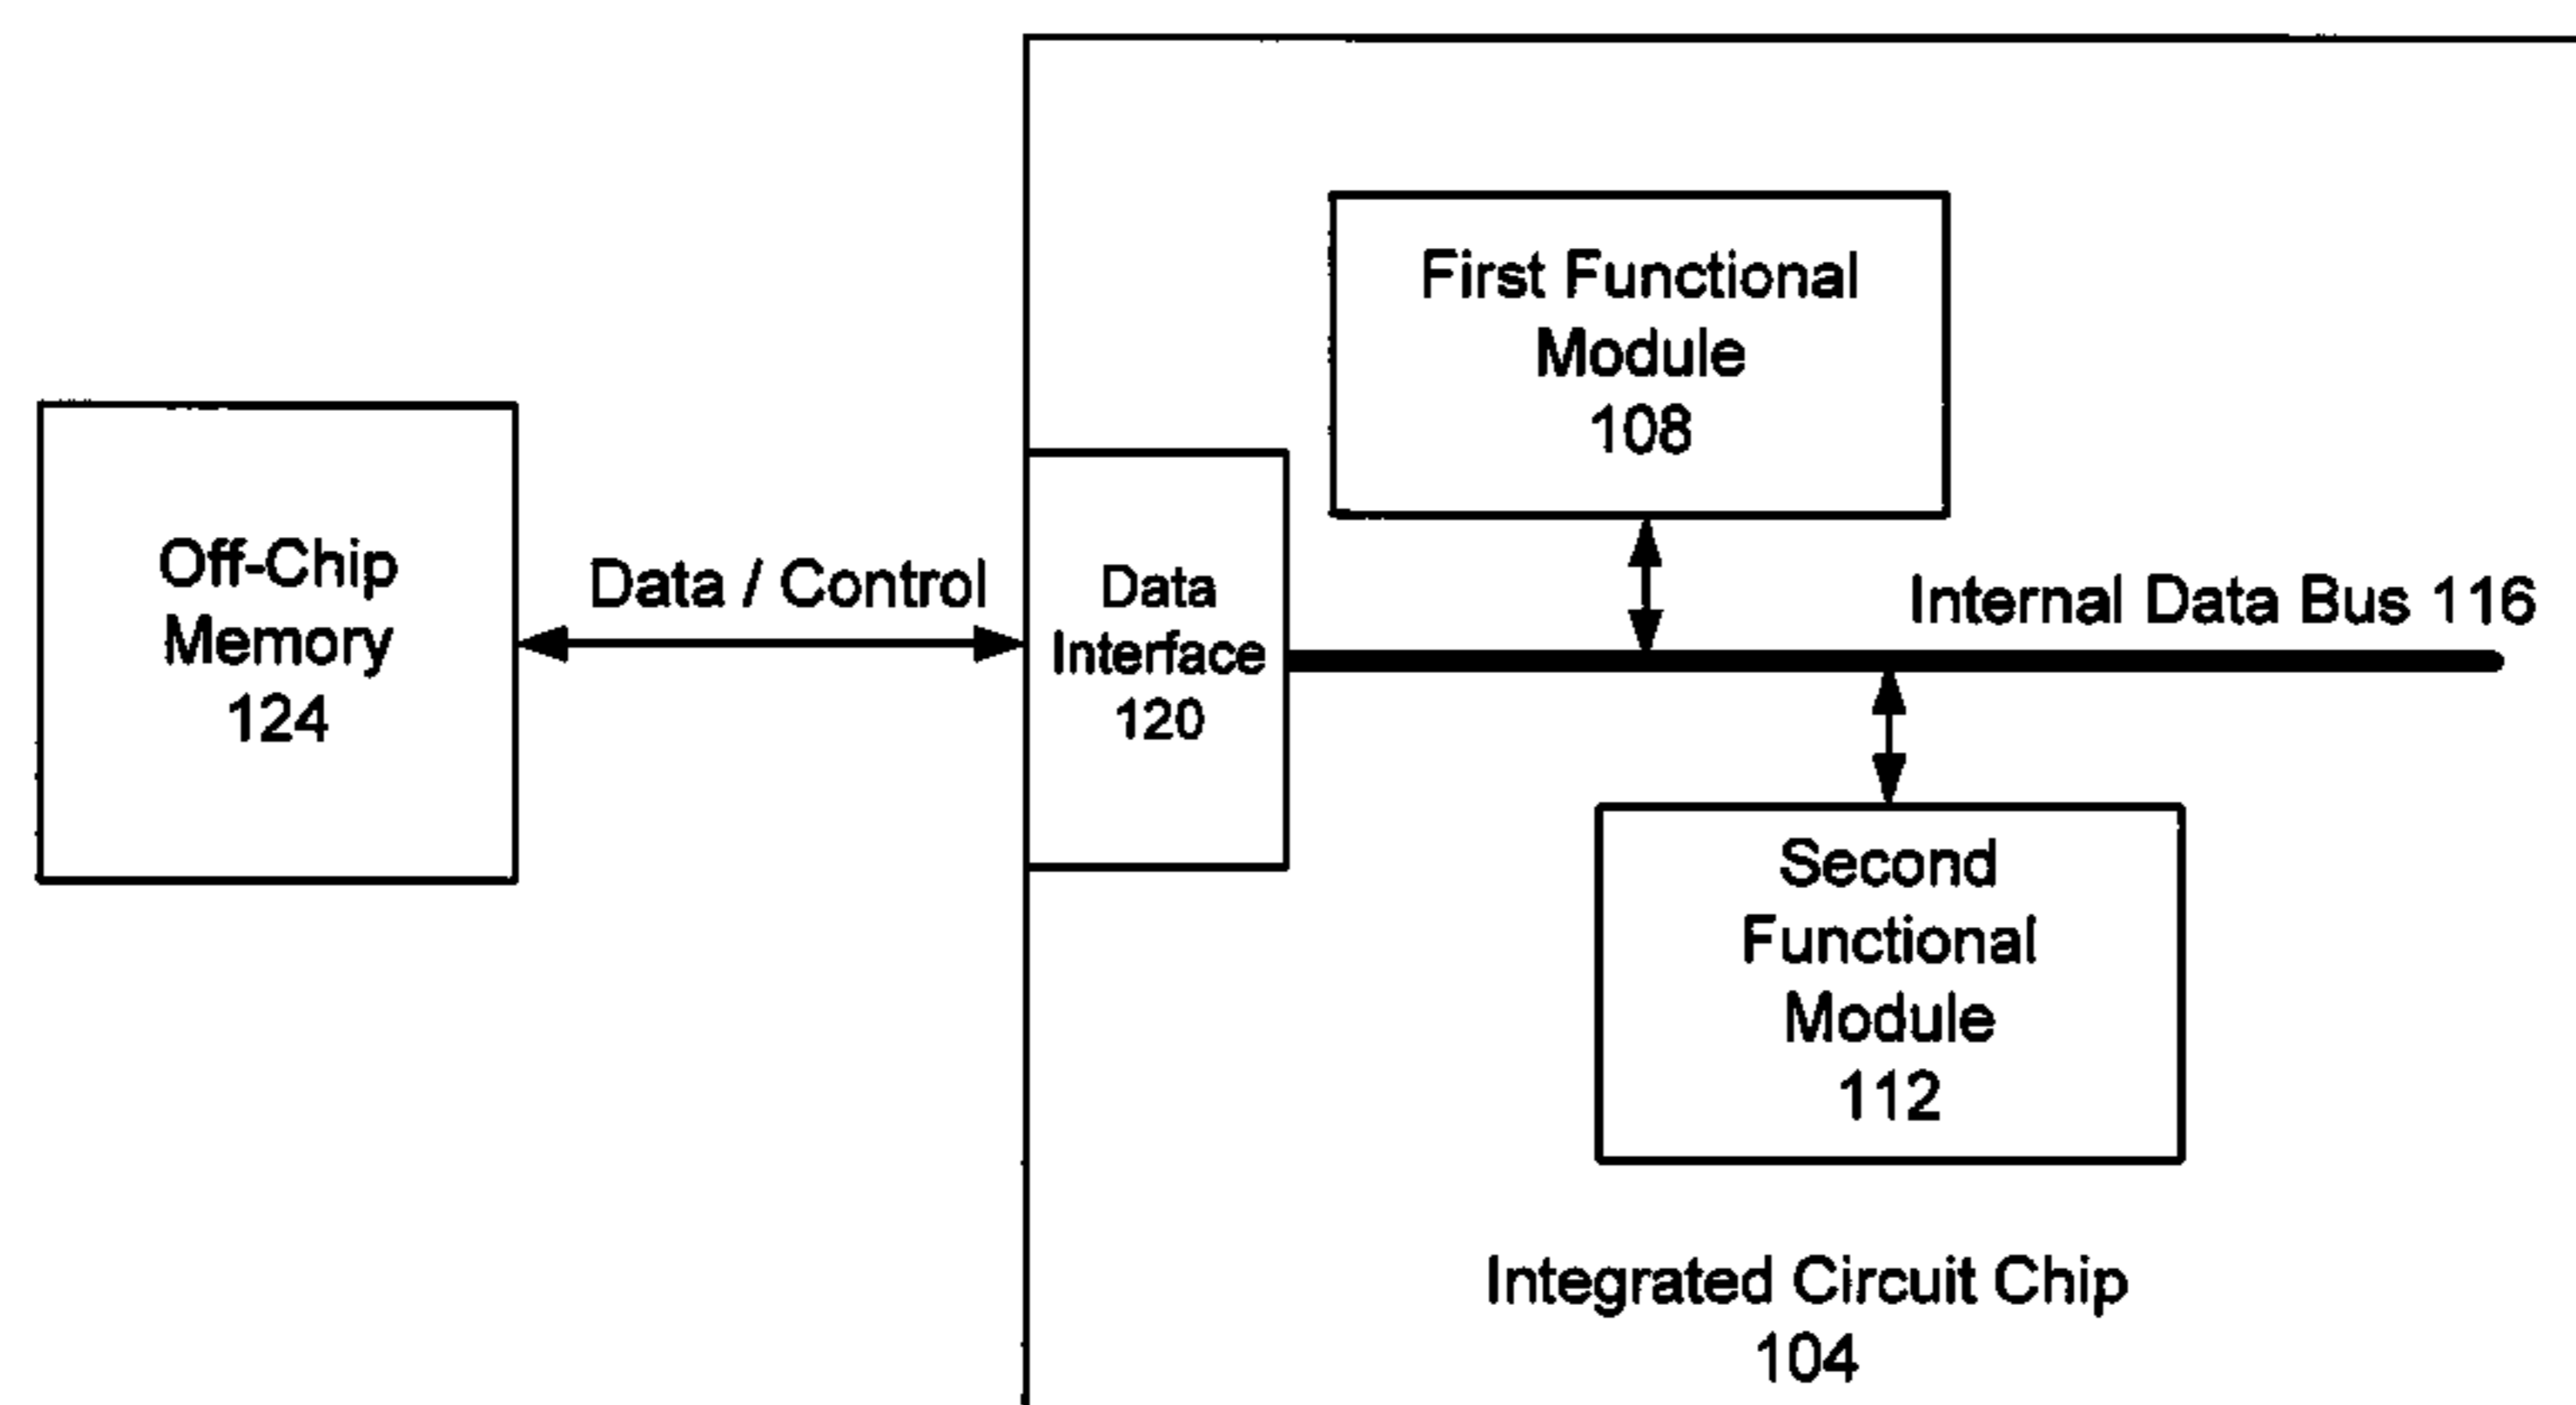 First Functional
Module
108
Off-Chip
Memory
124
Data / Control
Data
Interface
120
Internal Data Bus 116
Second
Functional
Module
112
Integrated Circuit Chip
104